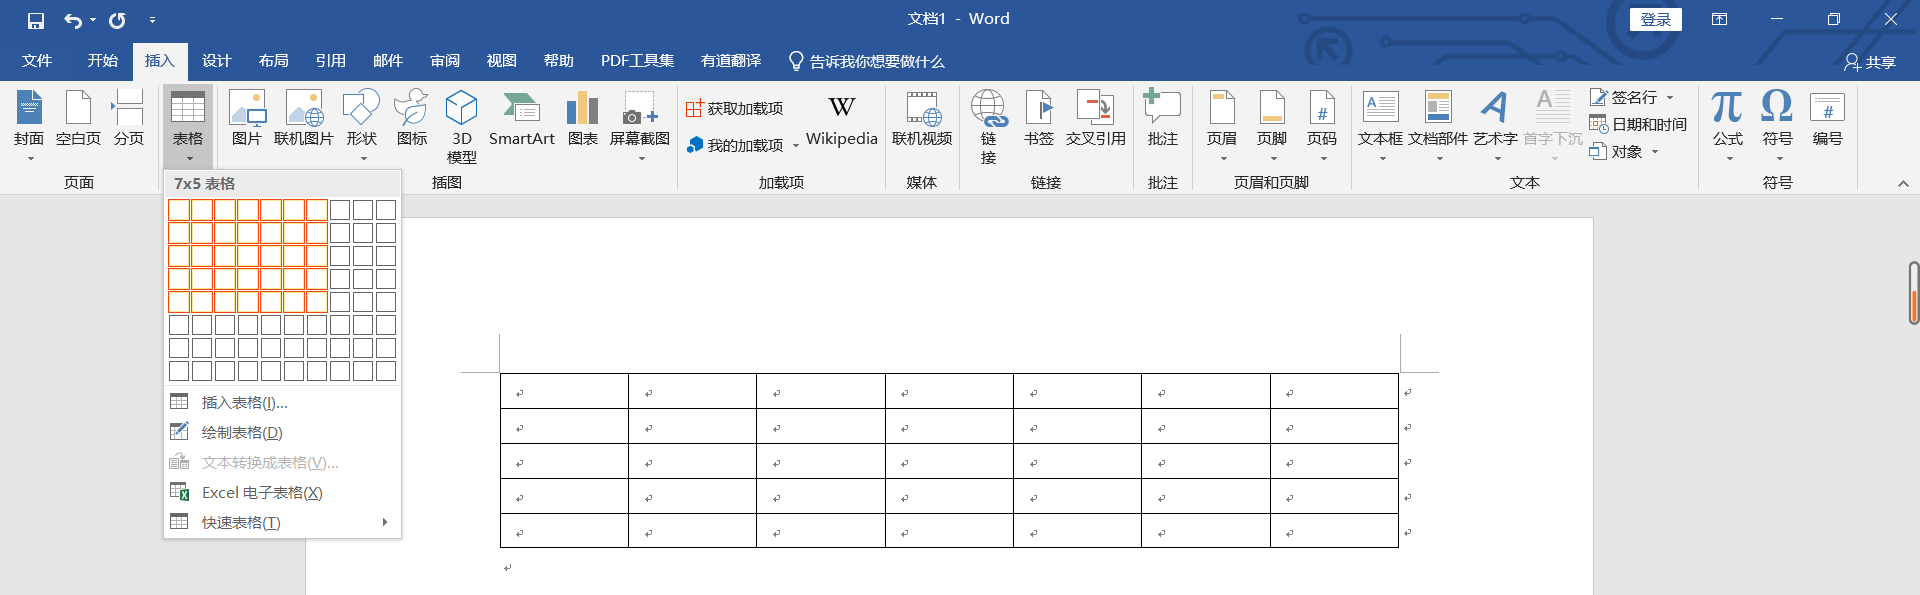 文档1 - Word
登录
文件 开始 插入 设计 布局 引用 邮件 审阅 视图 帮助 PDF工具集 有道翻译 告诉我你想要做什么 共享
封面 空白页 分页 表格 图片 联机图片 形状 图标 3D 模型 SmartArt 图表 屏幕截图
获取加载项
我的加载项
Wikipedia
联机视频 链接 书签 交叉引用 批注 页眉 页脚 页码 文本框 文档部件 艺术字 首字下沉
签名行
日期和时间
对象
公式 符号 编号
页面 插图 加载项 媒体 链接 批注 页眉和页脚 文本 符号
7x5 表格
插入表格(I)...
绘制表格(D)
文本转换成表格(V)...
Excel 电子表格(X)
快速表格(T)